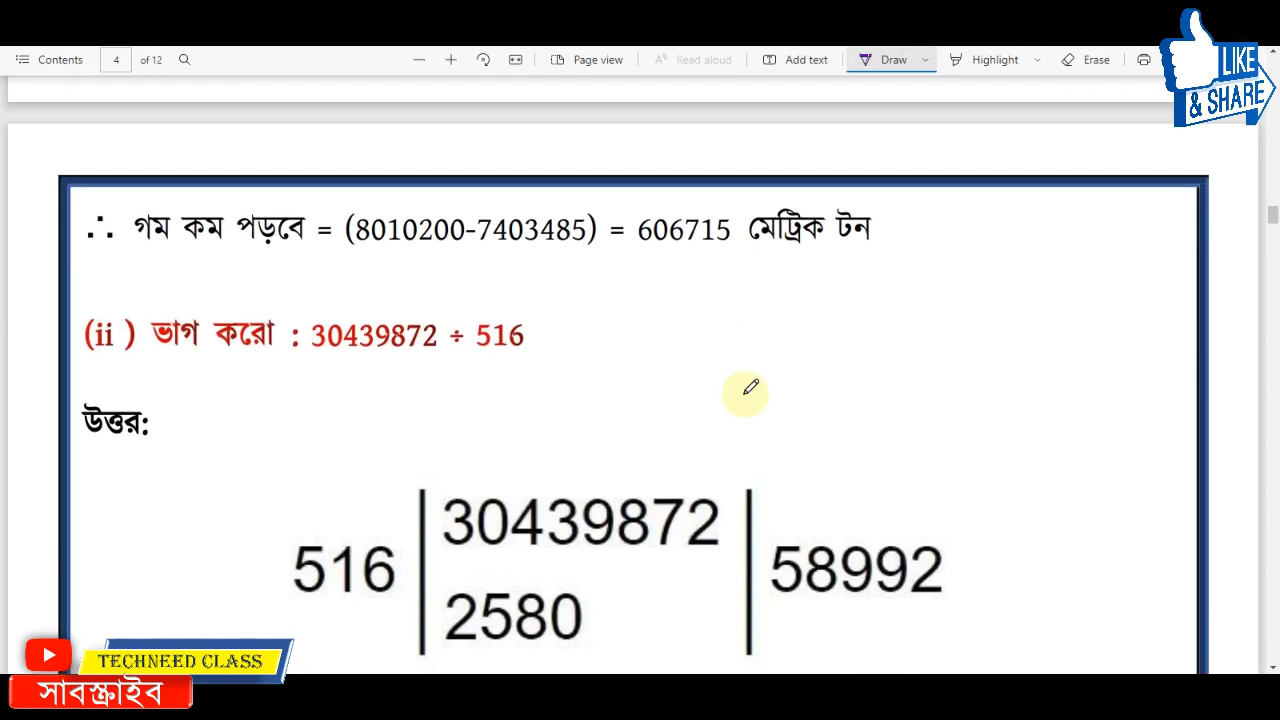 Contents 4 of 12 Page view Read aloud Add text Draw Highlight Erase
LIKE
& SHARE
∴ গম কম পড়বে = (8010200-7403485) = 606715 মেট্রিক টন
(ii ) ভাগ করো : 30439872 ÷ 516
উত্তর:
516 30439872 58992
2580
TECHNEED CLASS
সাবস্ক্রাইব